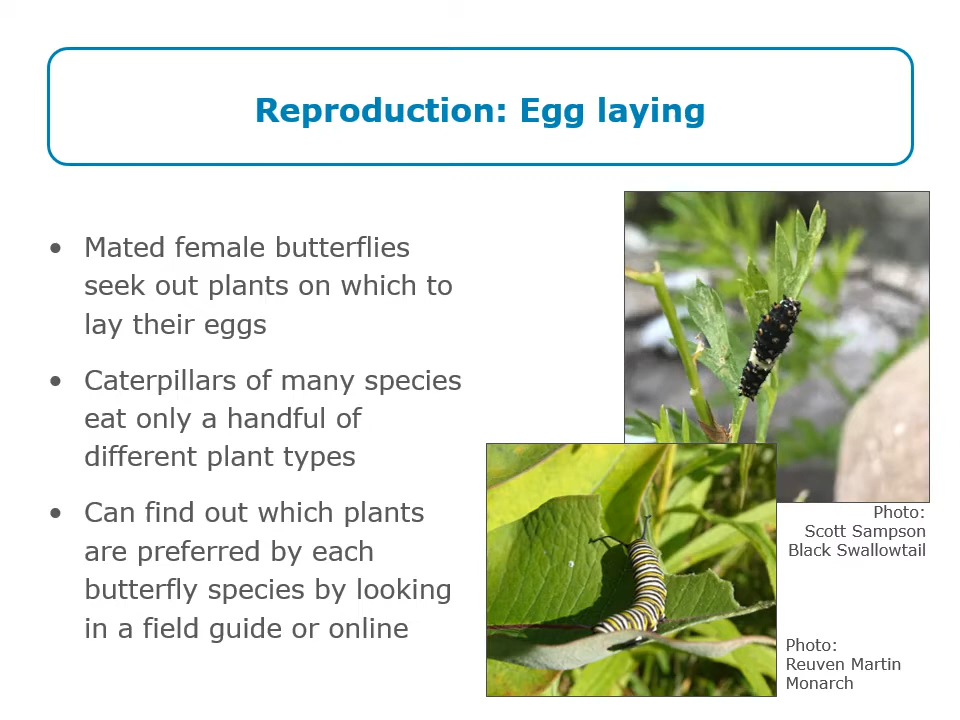 Reproduction: Egg laying
• Mated female butterflies
seek out plants on which to
lay their eggs
• Caterpillars of many species
eat only a handful of
different plant types
• Can find out which plants
are preferred by each
butterfly species by looking
in a field guide or online
Photo:
Scott Sampson
Black Swallowtail
Photo:
Reuven Martin
Monarch